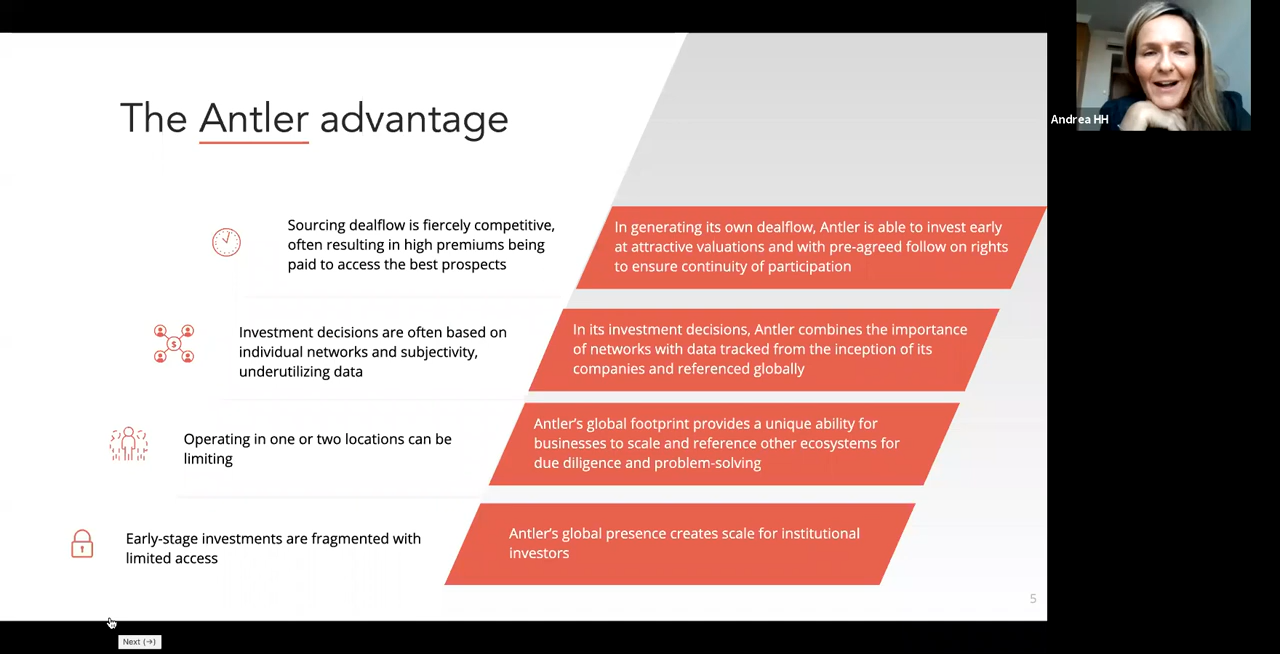 The Antler advantage
Sourcing dealflow is fiercely competitive,
often resulting in high premiums being
paid to access the best prospects
In generating its own dealflow, Antler is able to invest early
at attractive valuations and with pre-agreed follow on rights
to ensure continuity of participation
$
Investment decisions are often based on
individual networks and subjectivity,
underutilizing data
In its investment decisions, Antler combines the importance
of networks with data tracked from the inception of its
companies and referenced globally
Operating in one or two locations can be
limiting
Antler’s global footprint provides a unique ability for
businesses to scale and reference other ecosystems for
due diligence and problem-solving
Early-stage investments are fragmented with
limited access
Antler’s global presence creates scale for institutional
investors
5
Next (→)
Andrea HH